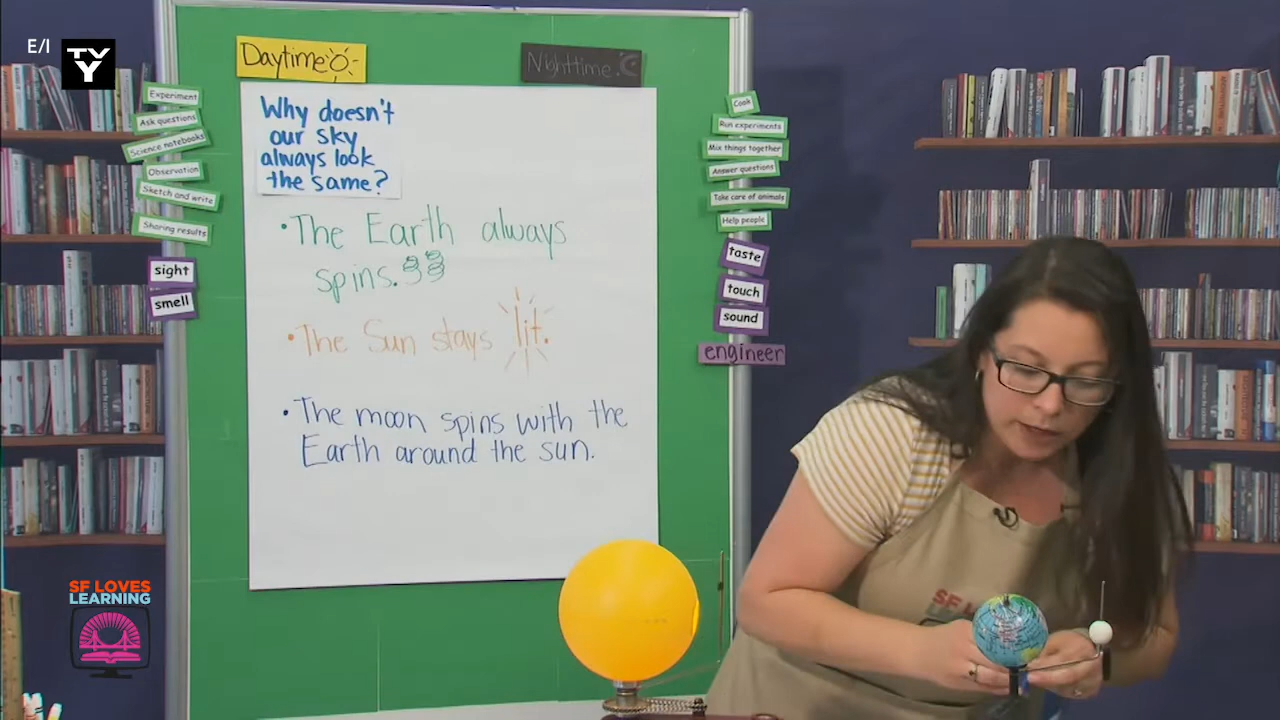 E/I
TV
Y
Daytime
Nighttime
Experiment
Ask questions
Science notebooks
Observation
Sketch and write
Sharing results
sight
smell
Why doesn't
our sky
always look
the same?
• The Earth always
spins.
• The Sun stays lit.
• The moon spins with the
Earth around the sun.
Cook
Run experiments
Mix things together
Answer questions
Take care of animals
Help people
taste
touch
sound
engineer
SF LOVES
LEARNING
SF LO